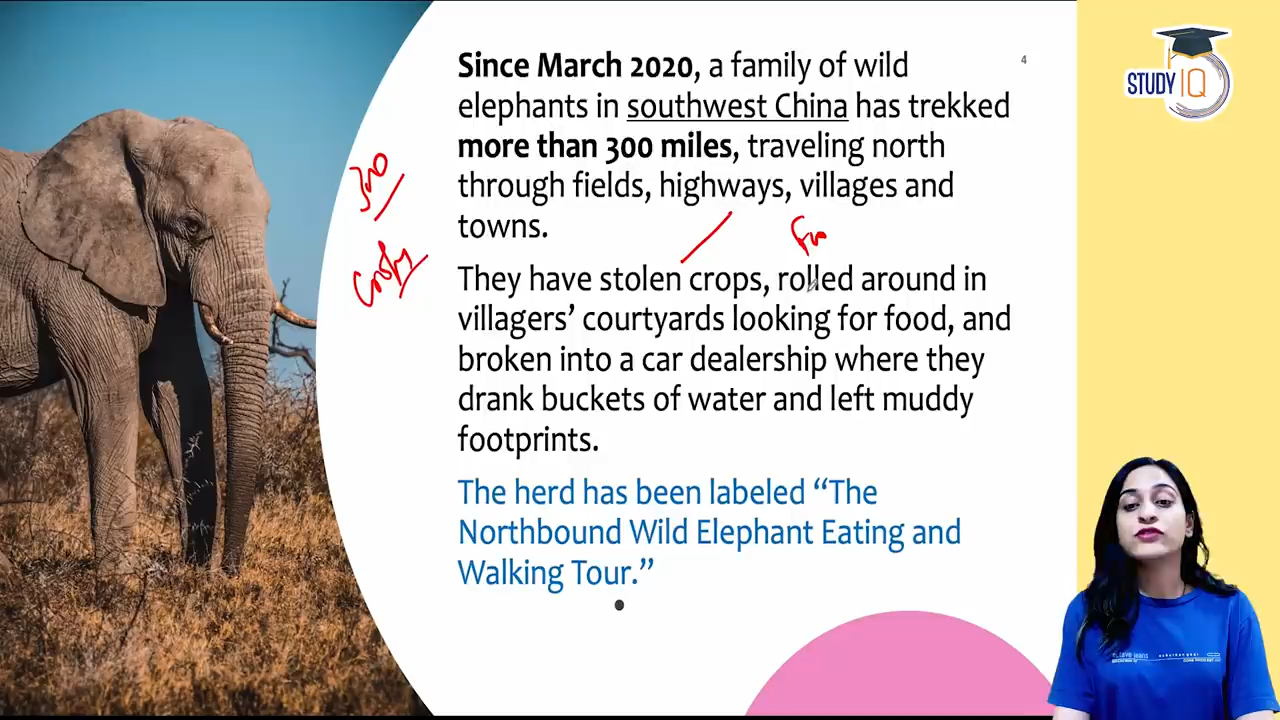 Since March 2020, a family of wild
elephants in southwest China has trekked
more than 300 miles, traveling north
through fields, highways, villages and
towns.
They have stolen crops, rolled around in
villagers’ courtyards looking for food, and
broken into a car dealership where they
drank buckets of water and left muddy
footprints.
The herd has been labeled “The
Northbound Wild Elephant Eating and
Walking Tour.”
4
STUDY IQ
300